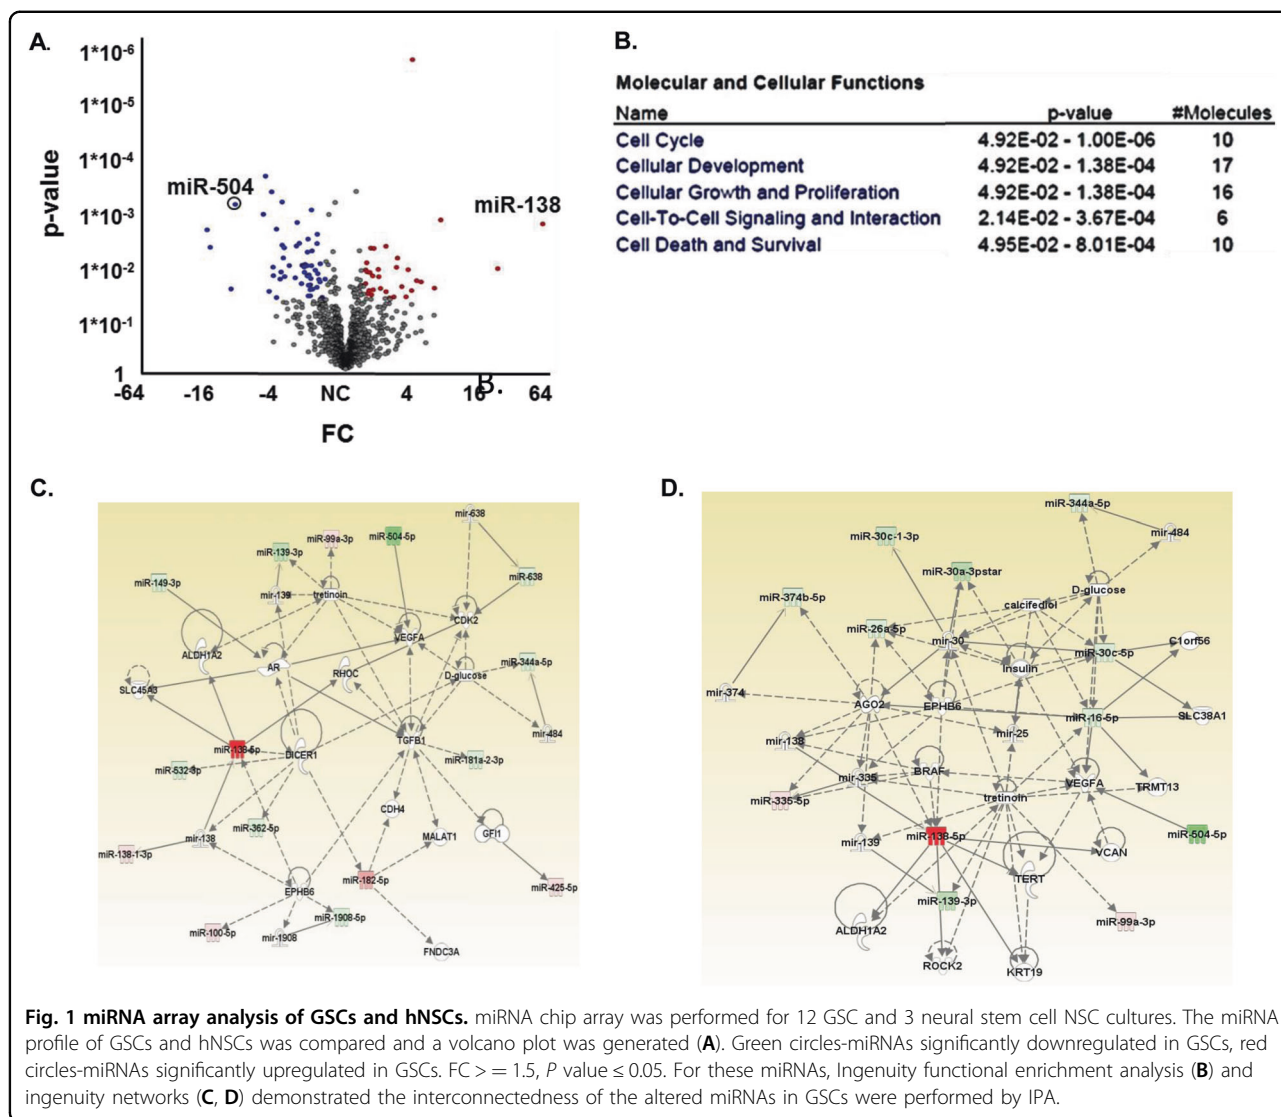 A.
1*10-6
1*10-5
1*10-4
1*10-3
1*10-2
1*10-1
1
p-value
miR-504
miR-138
-64 -16 -4 NC 4 16 64
B.
FC
B.
Molecular and Cellular Functions
Name p-value #Molecules
Cell Cycle 4.92E-02 - 1.00E-06 10
Cellular Development 4.92E-02 - 1.38E-04 17
Cellular Growth and Proliferation 4.92E-02 - 1.38E-04 16
Cell-To-Cell Signaling and Interaction 2.14E-02 - 3.67E-04 6
Cell Death and Survival 4.95E-02 - 8.01E-04 10
C.
mir-638
miR-99a-3p
miR-504-5p
miR-139-3p
miR-149-3p
miR-638
mir-139
tretinoin
CDK2
VEGFA
ALDH1A2
AR
RHOC
miR-344a-5p
D-glucose
SLC45A3
mir-484
TGFB1
miR-138-5p
DICER1
miR-181a-2-3p
miR-532-3p
CDH4
miR-362-5p
mir-138
MALAT1
GFI1
miR-138-1-3p
miR-182-5p
miR-425-5p
EPHB6
miR-1908-5p
miR-100-5p
mir-1908
FNDC3A
D.
miR-344a-5p
miR-30c-1-3p
mir-484
miR-30a-3pstar
D-glucose
miR-374b-5p
calcifediol
miR-26a-5p
mir-30
C1orf56
miR-30c-5p
Insulin
mir-374
AGO2
EPHB6
miR-16-5p
SLC38A1
mir-25
mir-138
BRAF
mir-335
VEGFA
TRMT13
miR-335-5p
tretinoin
miR-138-5p
miR-504-5p
mir-139
VCAN
TERT
miR-139-3p
miR-99a-3p
ALDH1A2
ROCK2
KRT19
Fig. 1 miRNA array analysis of GSCs and hNSCs. miRNA chip array was performed for 12 GSC and 3 neural stem cell NSC cultures. The miRNA
profile of GSCs and hNSCs was compared and a volcano plot was generated (A). Green circles-miRNAs significantly downregulated in GSCs, red
circles-miRNAs significantly upregulated in GSCs. FC > = 1.5, P value ≤ 0.05. For these miRNAs, Ingenuity functional enrichment analysis (B) and
ingenuity networks (C, D) demonstrated the interconnectedness of the altered miRNAs in GSCs were performed by IPA.